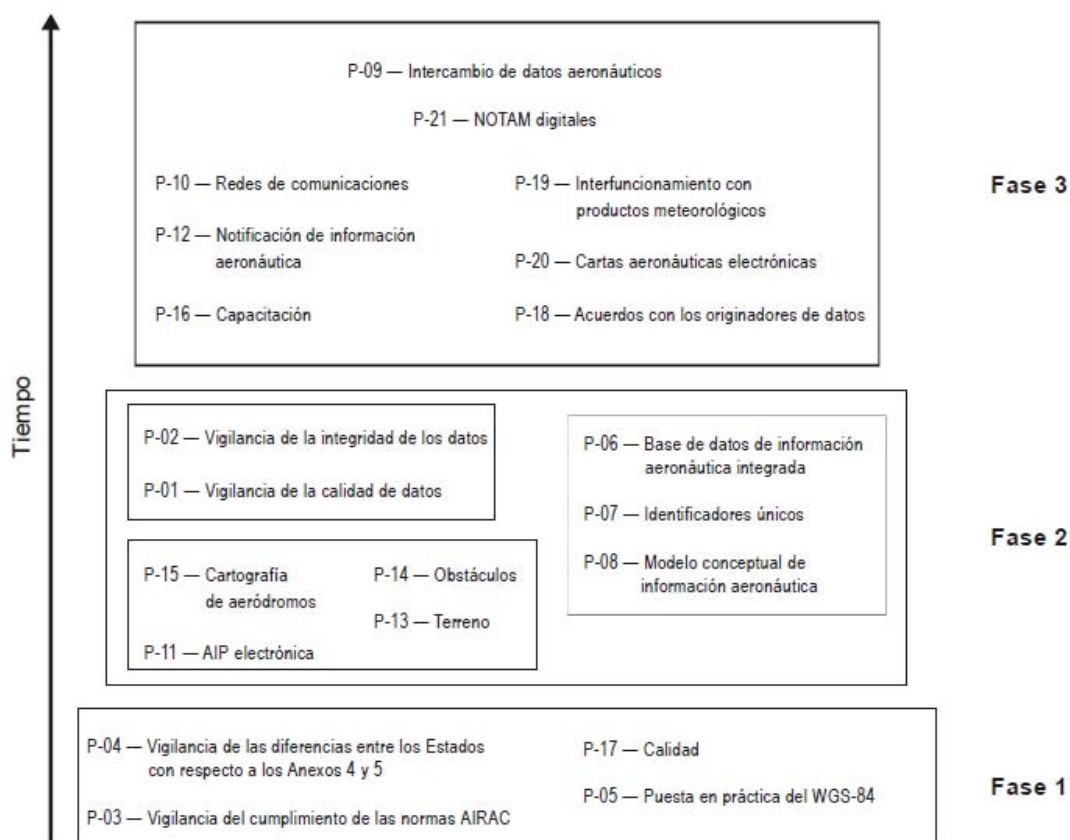 P-09 — Intercambio de datos aeronáuticos
P-21 — NOTAM digitales
P-10 — Redes de comunicaciones
P-12 — Notificación de información
aeronáutica
P-16 — Capacitación
P-19 — Interfuncionamiento con
productos meteorológicos
P-20 — Cartas aeronáuticas electrónicas
P-18 — Acuerdos con los originadores de datos
Fase 3
Tiempo
P-02 — Vigilancia de la integridad de los datos
P-01 — Vigilancia de la calidad de datos
P-15 — Cartografía
de aeródromos
P-11 — AIP electrónica
P-14 — Obstáculos
P-13 — Terreno
P-06 — Base de datos de información
aeronáutica integrada
P-07 — Identificadores únicos
P-08 — Modelo conceptual de
información aeronáutica
Fase 2
P-04 — Vigilancia de las diferencias entre los Estados
con respecto a los Anexos 4 y 5
P-03 — Vigilancia del cumplimiento de las normas AIRAC
P-17 — Calidad
P-05 — Puesta en práctica del WGS-84
Fase 1